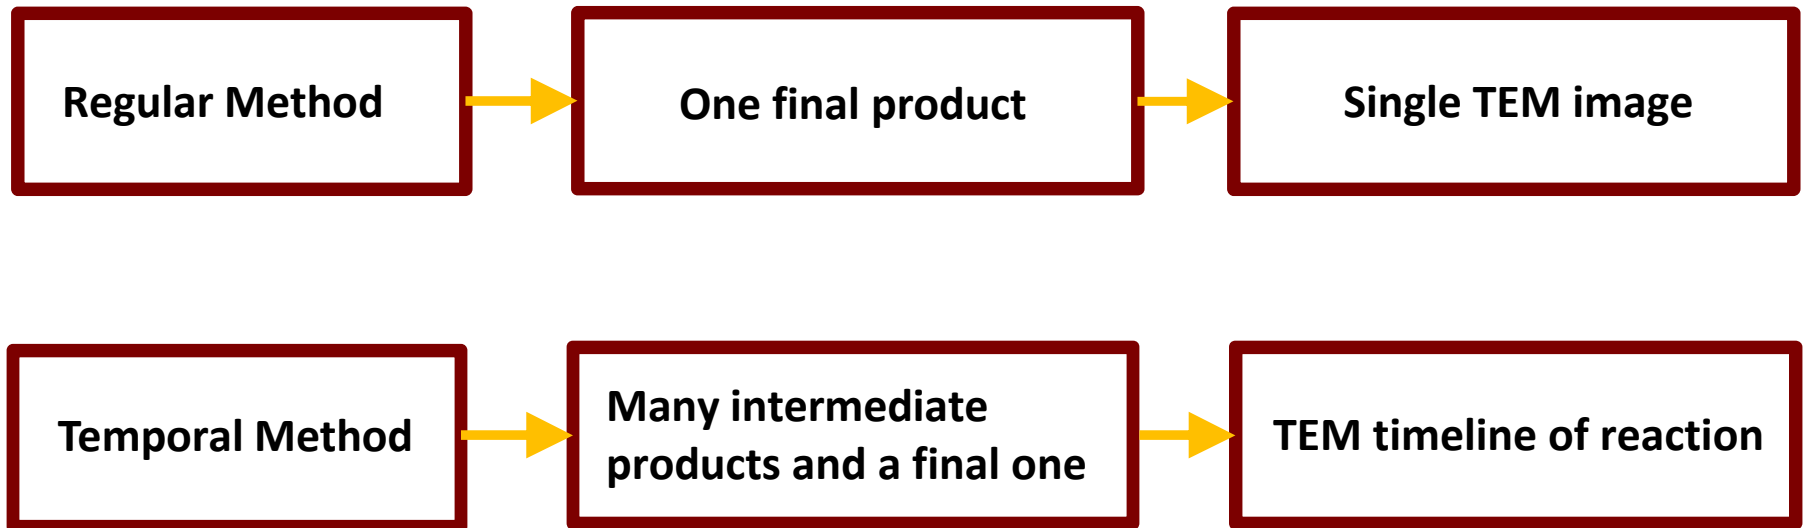 Regular Method
One final product
Single TEM image
Temporal Method
Many intermediate
products and a final one
TEM timeline of reaction